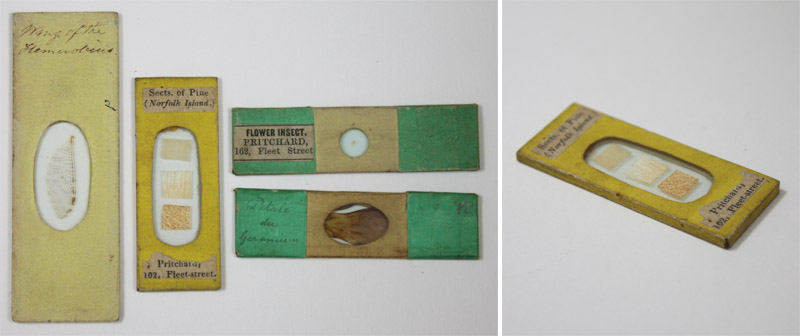 Wing of the
Hemerobius.
Sects. of Pine
(Norfolk Island.)
Pritchard,
162, Fleet-street.
FLOWER INSECT.
PRITCHARD,
162, Fleet Street
Pétale
du
Geranium
Sects. of Pine
(Norfolk Island.)
Pritchard,
162, Fleet-street.